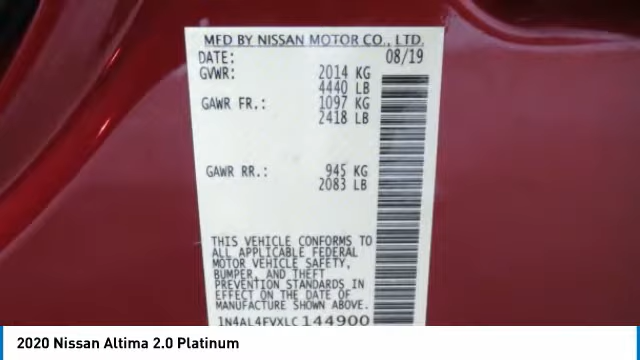 MFD BY NISSAN MOTOR CO., LTD.
DATE: 08/19
GVWR: 2014 KG
4440 LB
GAWR FR.: 1097 KG
2418 LB
GAWR RR.: 945 KG
2083 LB
THIS VEHICLE CONFORMS TO
ALL APPLICABLE FEDERAL
MOTOR VEHICLE SAFETY,
BUMPER, AND THEFT
PREVENTION STANDARDS IN
EFFECT ON THE DATE OF
MANUFACTURE SHOWN ABOVE.
1N4AL4FVXLC144900
2020 Nissan Altima 2.0 Platinum